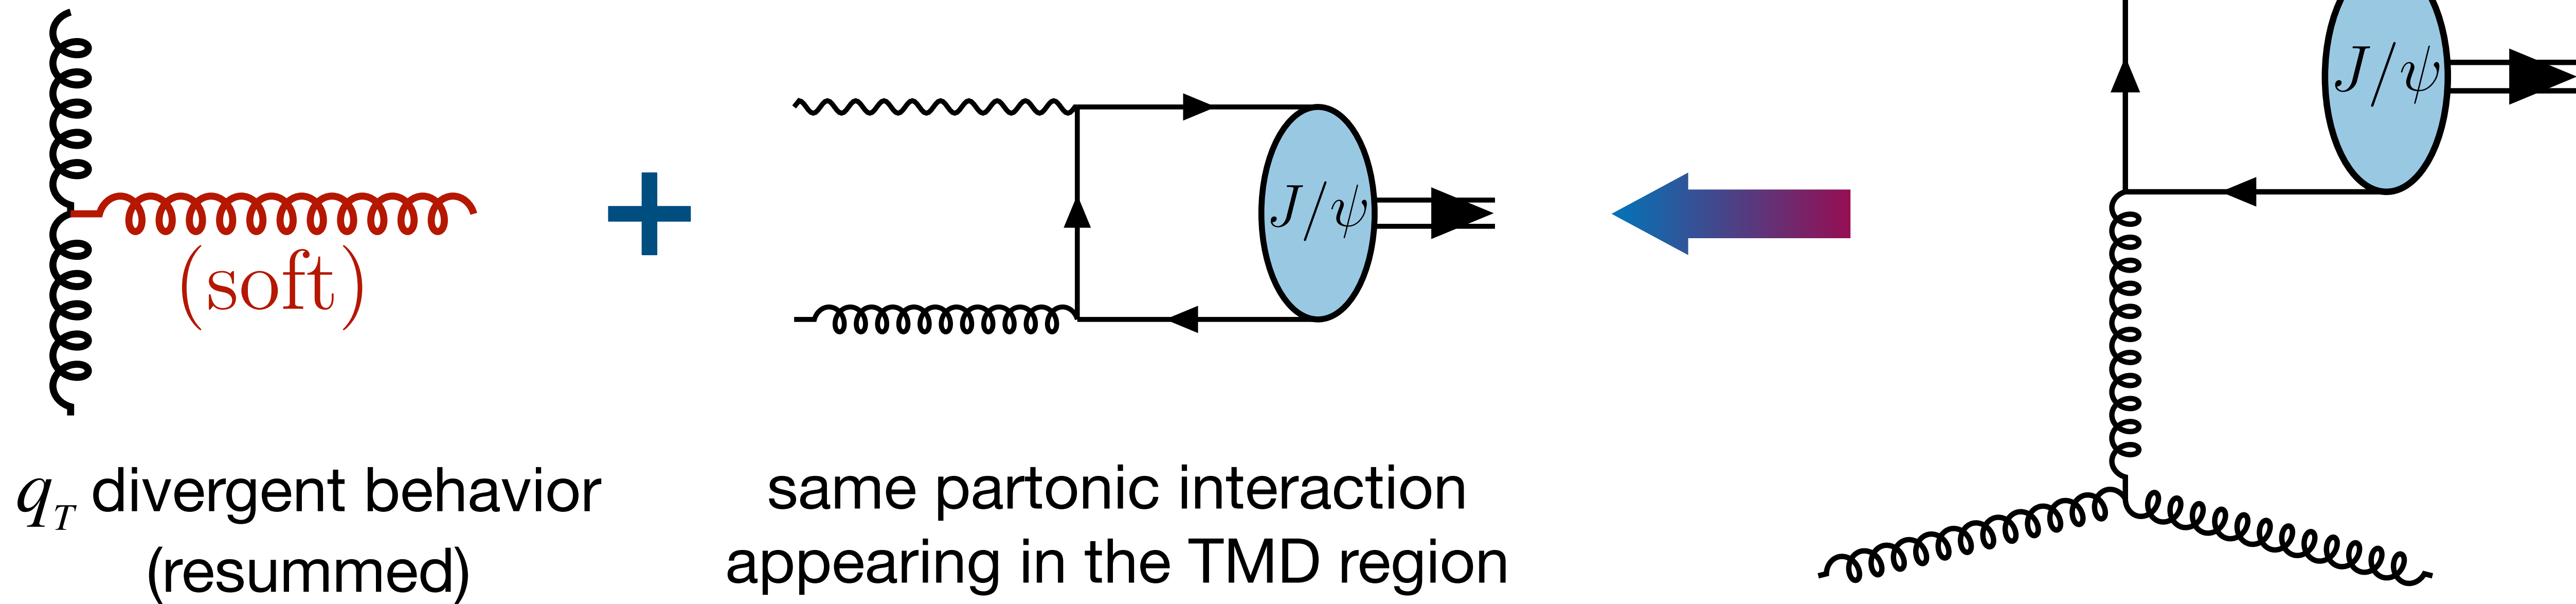 (soft)
+
J/ψ
J/ψ
q_T divergent behavior
(resummed)
same partonic interaction
appearing in the TMD region